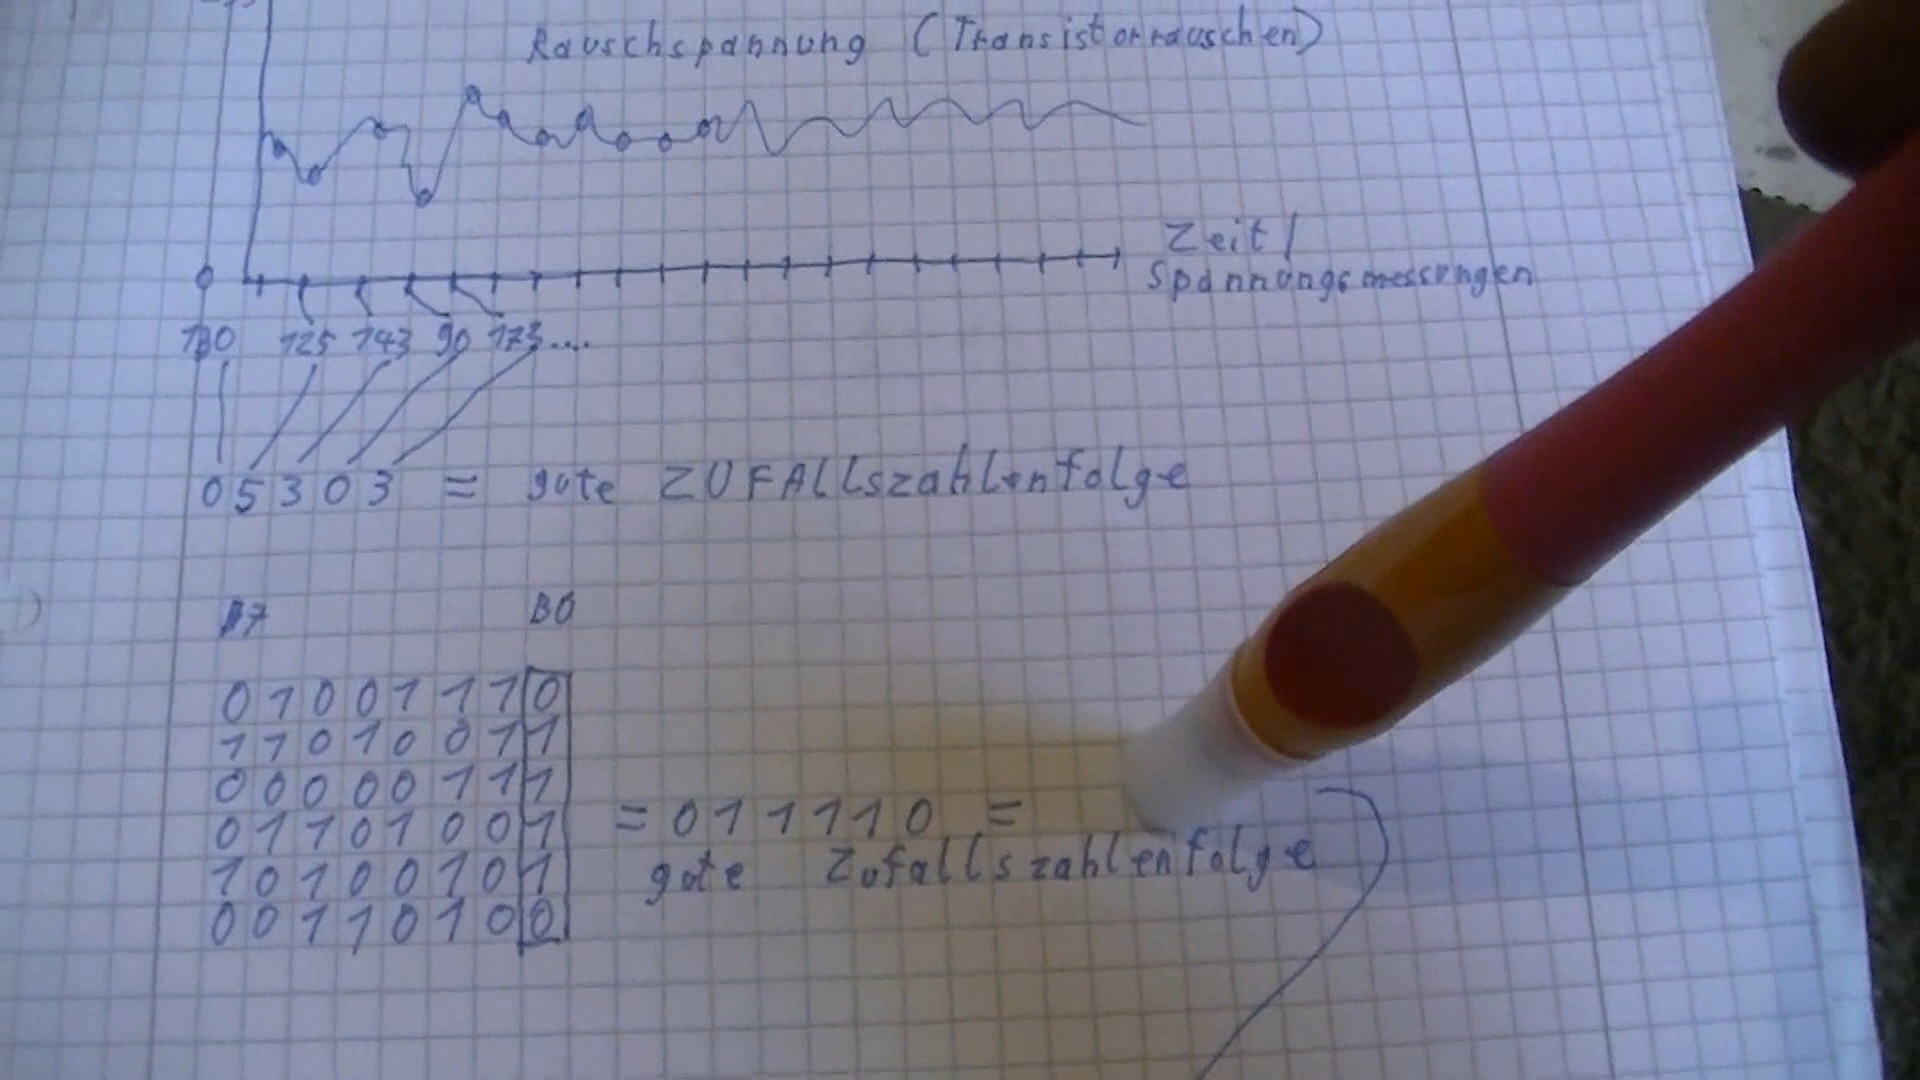 Rauschspannung (Transistorrauschen)
Zeit/
Spannungsmessungen
0
130 125 143 90 173....
05303 = gute ZUFALLszahlenfolge
B7 B0
01001110
11010011
00000111
01101001
10100101
00110100
= 011110 =
gute Zufallszahlenfolge